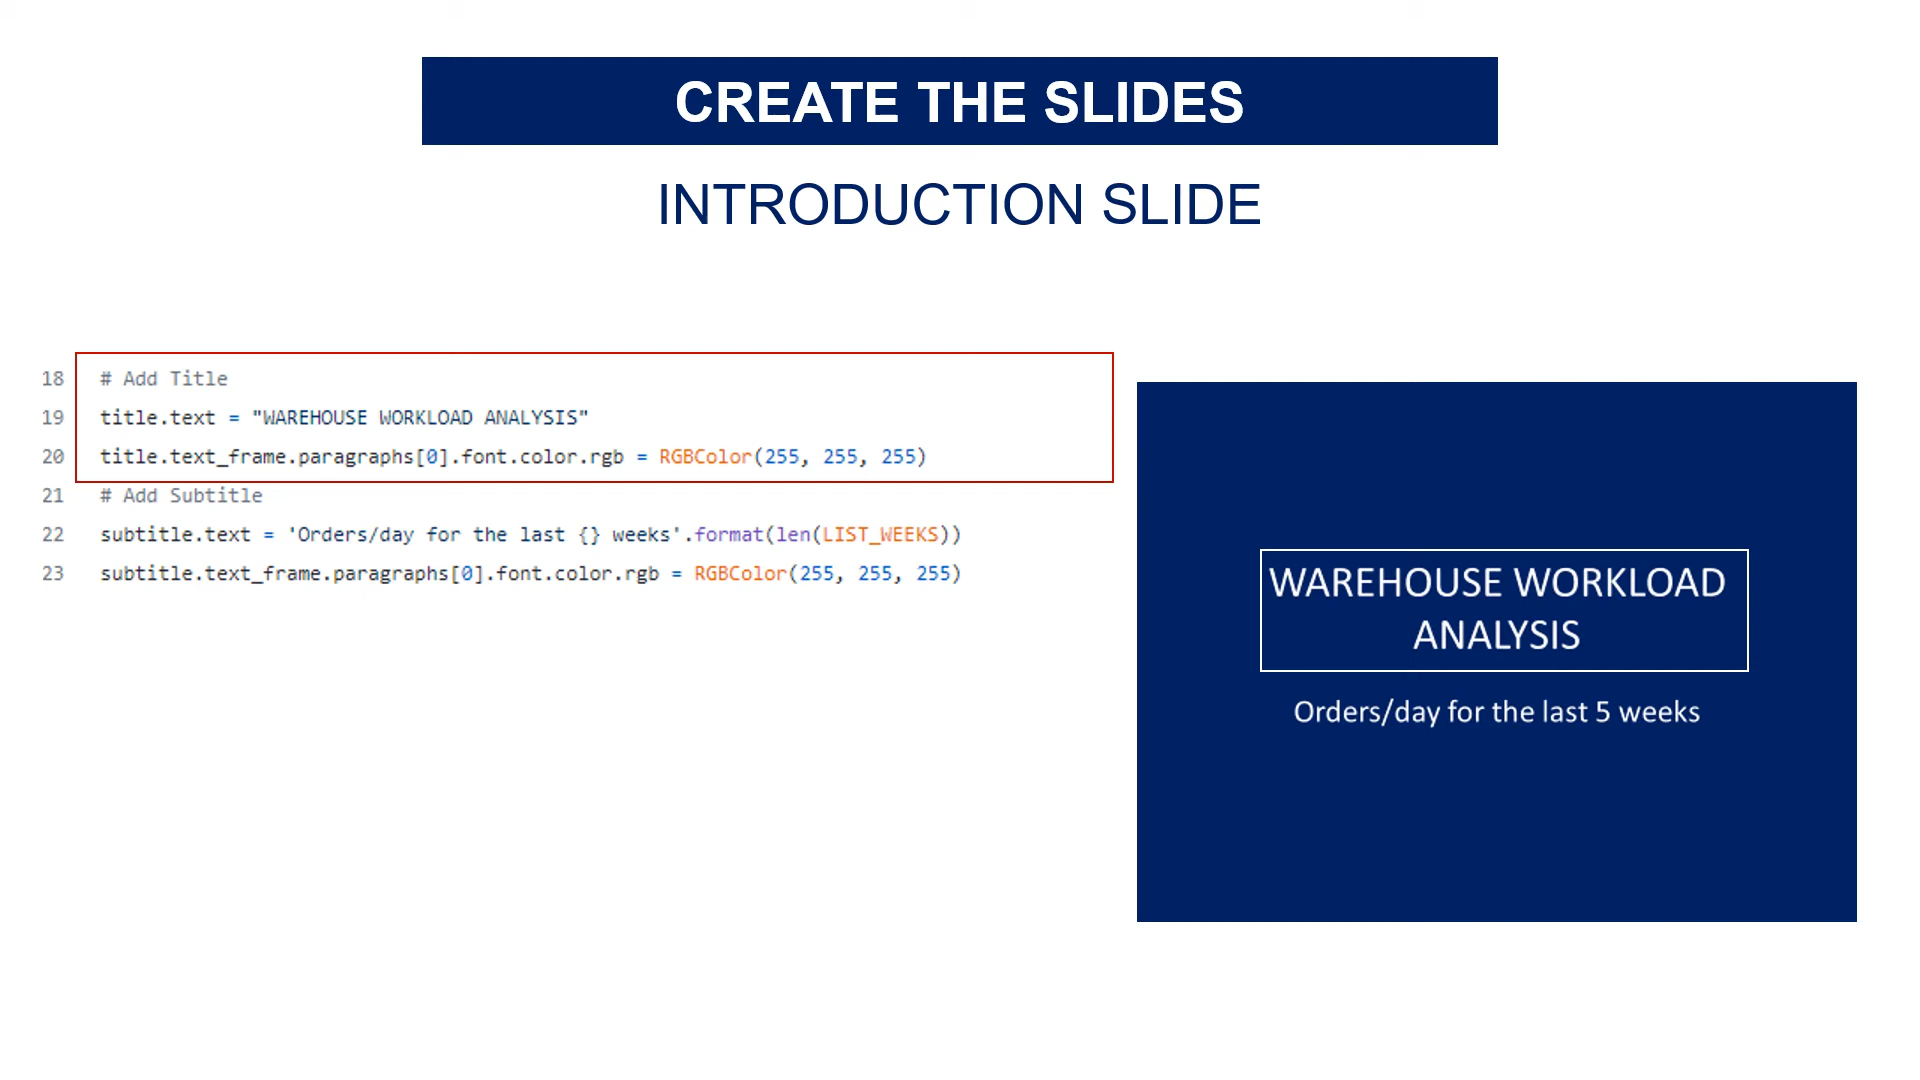 CREATE THE SLIDES
INTRODUCTION SLIDE
18 # Add Title
19 title.text = "WAREHOUSE WORKLOAD ANALYSIS"
20 title.text_frame.paragraphs[0].font.color.rgb = RGBColor(255, 255, 255)
21 # Add Subtitle
22 subtitle.text = 'Orders/day for the last {} weeks'.format(len(LIST_WEEKS))
23 subtitle.text_frame.paragraphs[0].font.color.rgb = RGBColor(255, 255, 255)
WAREHOUSE WORKLOAD
ANALYSIS
Orders/day for the last 5 weeks